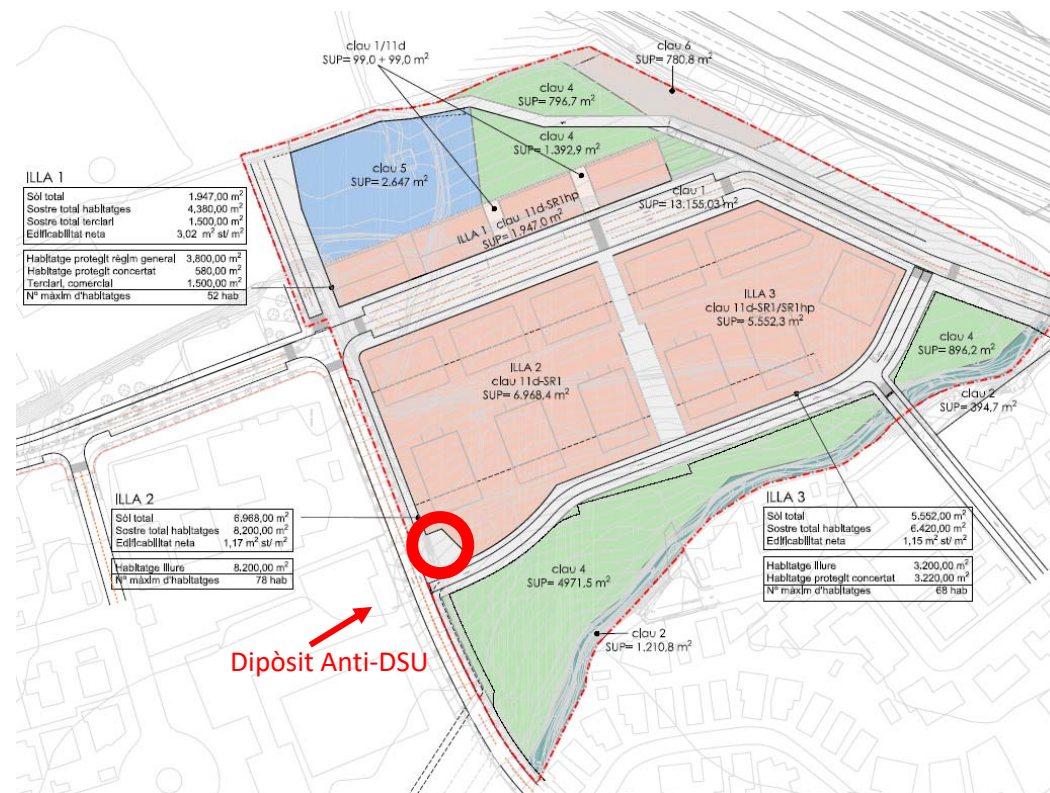 clau 1/11d
SUP= 99,0 + 99,0 m²
clau 6
SUP= 780,8 m²
clau 4
SUP= 796,7 m²
clau 4
SUP= 1.392,9 m²
clau 5
SUP= 2.647 m²
clau 1
SUP= 13.155,03 m²
ILLA 1 clau 11d-SR1hp
SUP= 1.947,0 m²
ILLA 1
Sòl total 1.947,00 m²
Sostre total habitatges 4.380,00 m²
Sostre total terciari 1.500,00 m²
Edificabilitat neta 3,02 m² st/ m²
Habitatge protegit règim general 3.800,00 m²
Habitatge protegit concertat 580,00 m²
Terciari, comercial 1.500,00 m²
Nº màxim d'habitatges 52 hab
ILLA 3
clau 11d-SR1/SR1hp
SUP= 5.552,3 m²
clau 4
SUP= 896,2 m²
ILLA 2
clau 11d-SR1
SUP= 6.968,4 m²
clau 2
SUP= 394,7 m²
ILLA 2
Sòl total 6.968,00 m²
Sostre total habitatges 8.200,00 m²
Edificabilitat neta 1,17 m² st/ m²
Habitatge lliure 8.200,00 m²
Nº màxim d'habitatges 78 hab
ILLA 3
Sòl total 5.552,00 m²
Sostre total habitatges 6.420,00 m²
Edificabilitat neta 1,15 m² st/ m²
Habitatge lliure 3.200,00 m²
Habitatge protegit concertat 3.220,00 m²
Nº màxim d'habitatges 68 hab
clau 4
SUP= 4971,5 m²
clau 2
SUP= 1.210,8 m²
Dipòsit Anti-DSU